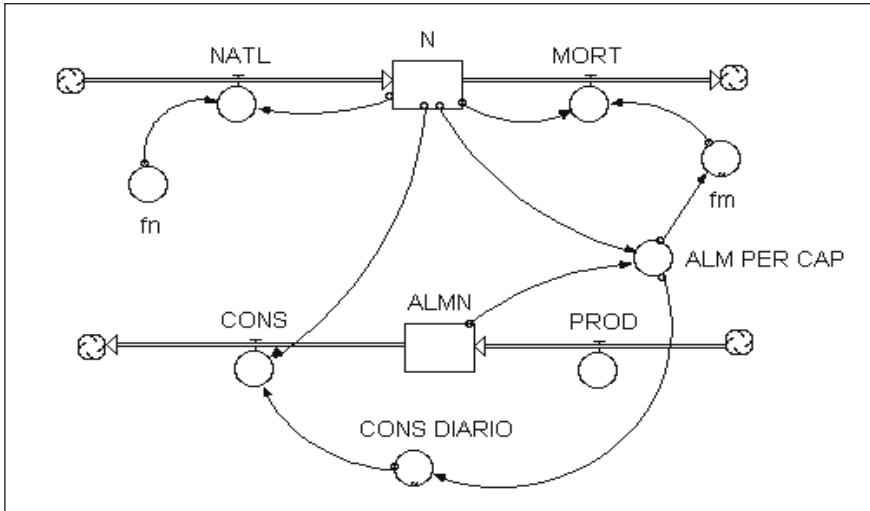 N
NATL
MORT
fn
fm
ALM PER CAP
ALMN
CONS
PROD
CONS DIARIO